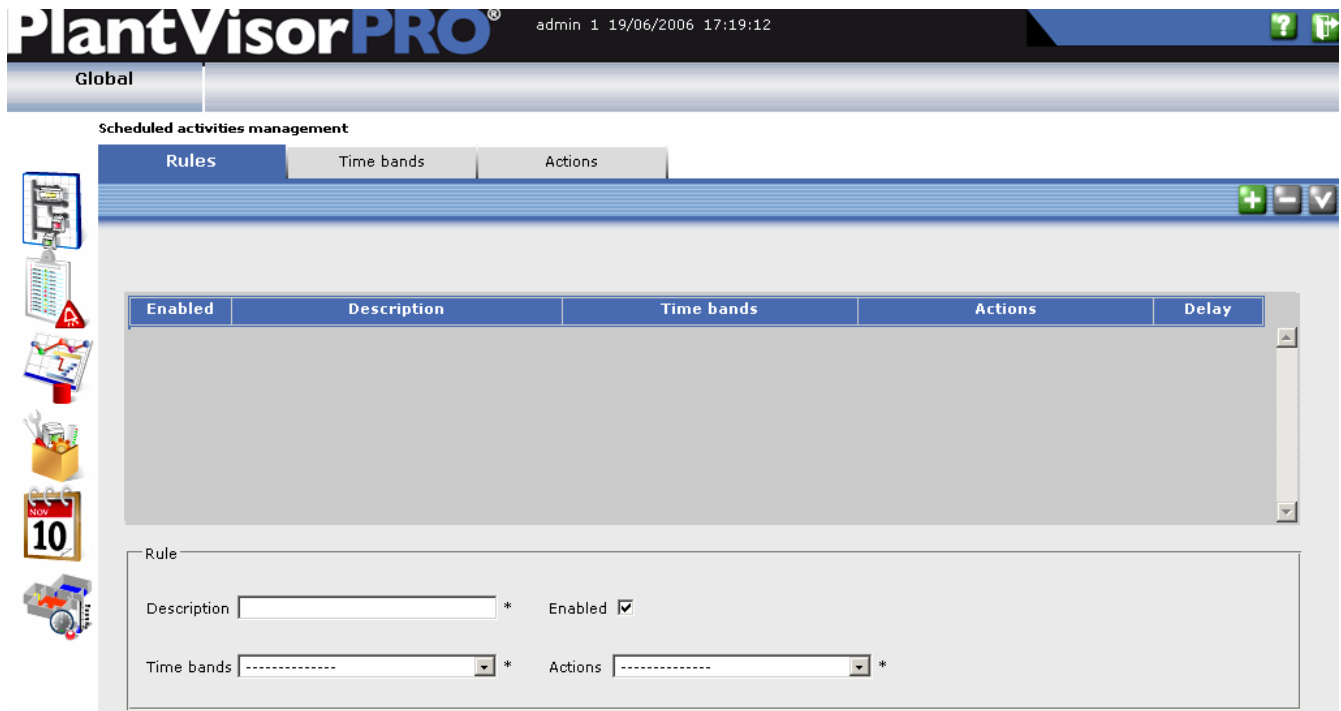 PlantVisorPRO® admin 1 19/06/2006 17:19:12 ?
Global
Scheduled activities management
Rules Time bands Actions
Enabled Description Time bands Actions Delay
NOV
10
Rule
Description * Enabled
Time bands -------------- * Actions -------------- *